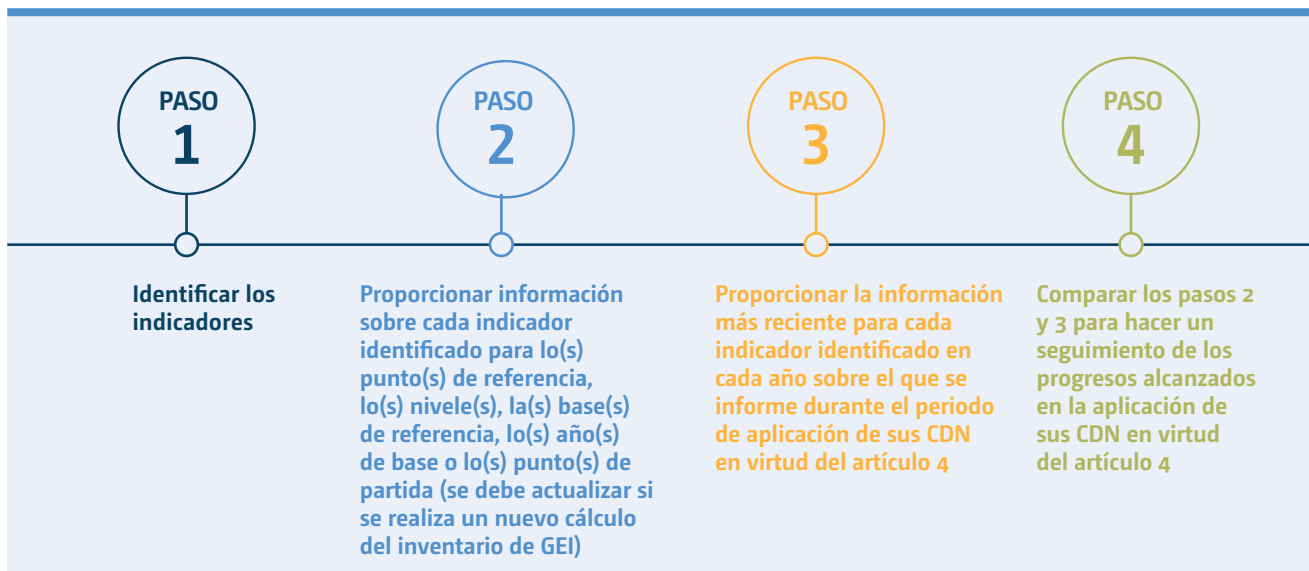 PASO
1
Identificar los
indicadores
PASO
2
Proporcionar información
sobre cada indicador
identificado para lo(s)
punto(s) de referencia,
lo(s) nivele(s), la(s) base(s)
de referencia, lo(s) año(s)
de base o lo(s) punto(s) de
partida (se debe actualizar si
se realiza un nuevo cálculo
del inventario de GEI)
PASO
3
Proporcionar la información
más reciente para cada
indicador identificado en
cada año sobre el que se
informe durante el periodo
de aplicación de sus CDN
en virtud del artículo 4
PASO
4
Comparar los pasos 2
y 3 para hacer un
seguimiento de los
progresos alcanzados
en la aplicación de
sus CDN en virtud
del artículo 4